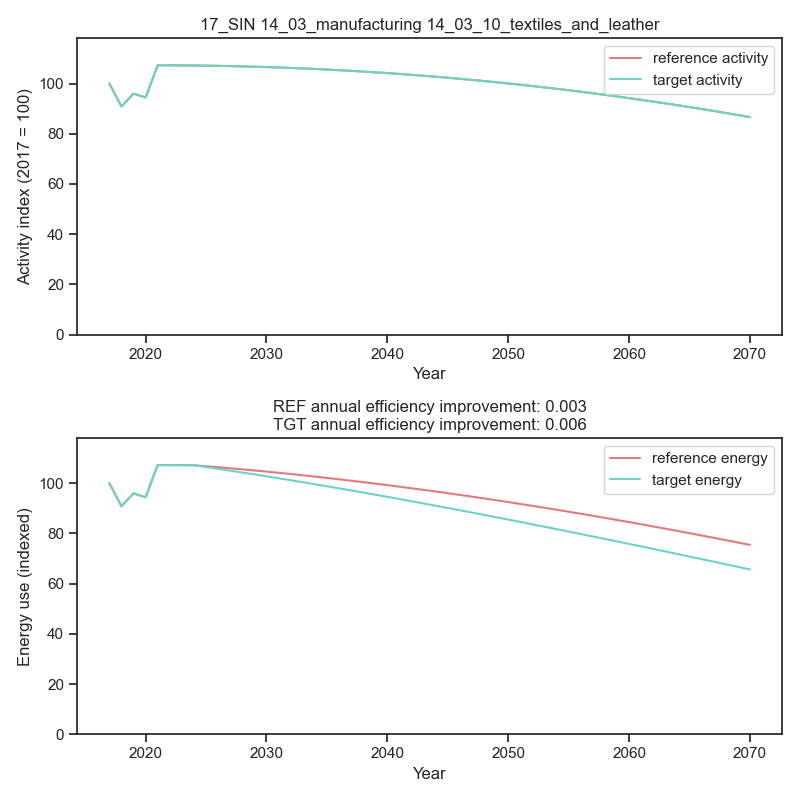 17_SIN 14_03_manufacturing 14_03_10_textiles_and_leather
reference activity
target activity
Activity index (2017 = 100)
100
80
60
40
20
0
2020 2030 2040 2050 2060 2070
Year
REF annual efficiency improvement: 0.003
TGT annual efficiency improvement: 0.006
reference energy
target energy
Energy use (indexed)
100
80
60
40
20
0
2020 2030 2040 2050 2060 2070
Year